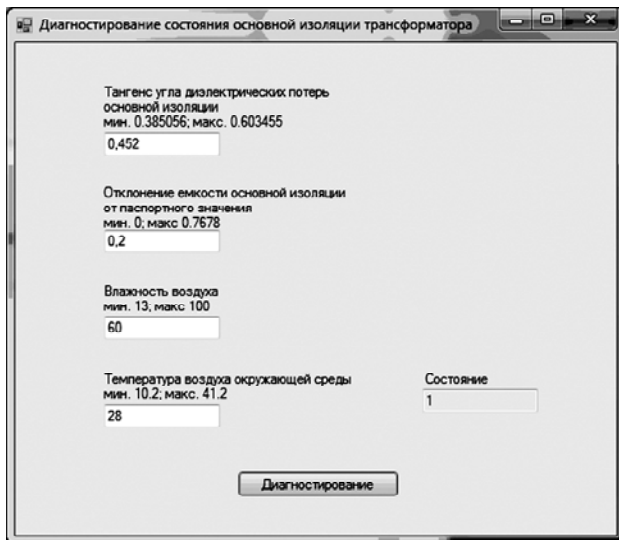 Диагностирование состояния основной изоляции трансформатора
Тангенс угла диэлектрических потерь
основной изоляции
мин. 0.385056; макс. 0.603455
0,452
Отклонение емкости основной изоляции
от паспортного значения
мин. 0; макс 0.7678
0,2
Влажность воздуха
мин. 13; макс 100
60
Температура воздуха окружающей среды
мин. 10.2; макс. 41.2
28
Состояние
1
Диагностирование